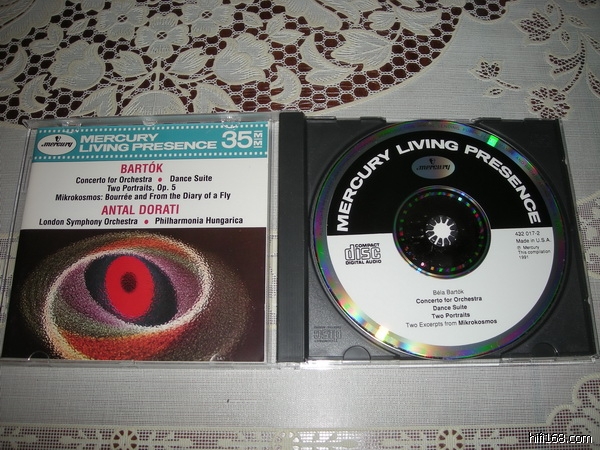 Mercury
MERCURY
LIVING PRESENCE
35
MM
BARTÓK
Concerto for Orchestra • Dance Suite
Two Portraits, Op. 5
Mikrokosmos: Bourrée and From the Diary of a Fly
ANTAL DORATI
London Symphony Orchestra • Philharmonia Hungarica
MERCURY LIVING PRESENCE
Mercury
COMPACT
disc
DIGITAL AUDIO
432 017-2
Made in U.S.A.
℗ Mercury
This compilation
1991
Béla Bartók
Concerto for Orchestra
Dance Suite
Two Portraits
Two Excerpts from Mikrokosmos
hifi168.com